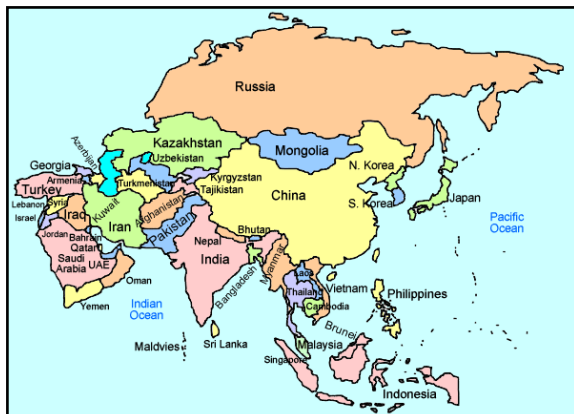 Russia
Kazakhstan
Mongolia
Azerbijan
Uzbekistan
Georgia
Armenia
Kyrgyzstan
N. Korea
Turkey
Turkmenistan
Tajikistan
China
Japan
Lebanon
Syria
Kuwait
Afghanistan
S. Korea
Israel
Iraq
Iran
Pacific
Ocean
Jordan
Bahrain
Pakistan
Bhutan
Qatar
Nepal
Saudi
Arabia
UAE
India
Myanmar
Laos
Oman
Bangladesh
Thailand
Vietnam
Philippines
Yemen
Indian
Ocean
Cambodia
Brunei
Maldvies
Sri Lanka
Malaysia
Singapore
Indonesia